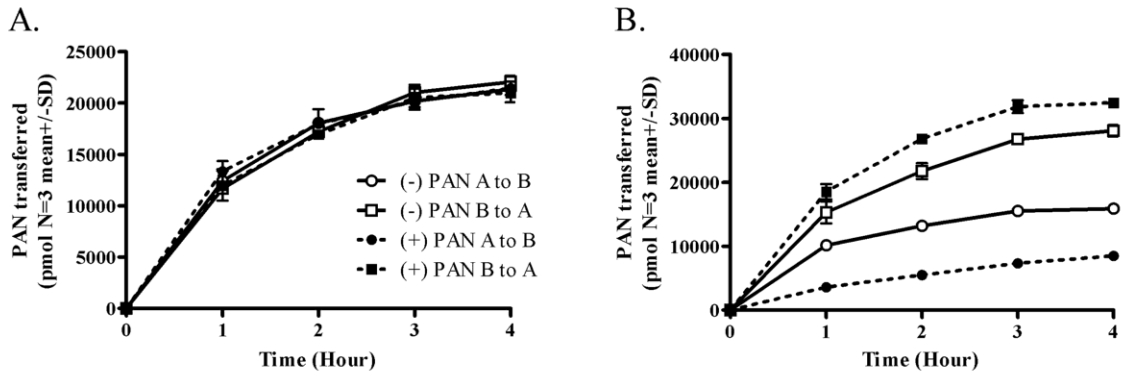 A.
PAN transferred
(pmol N=3 mean+/-SD)
25000
20000
15000
10000
5000
0
0 1 2 3 4
Time (Hour)
(-) PAN A to B
(-) PAN B to A
(+) PAN A to B
(+) PAN B to A
B.
PAN transferred
(pmol N=3 mean+/-SD)
40000
30000
20000
10000
0
0 1 2 3 4
Time (Hour)